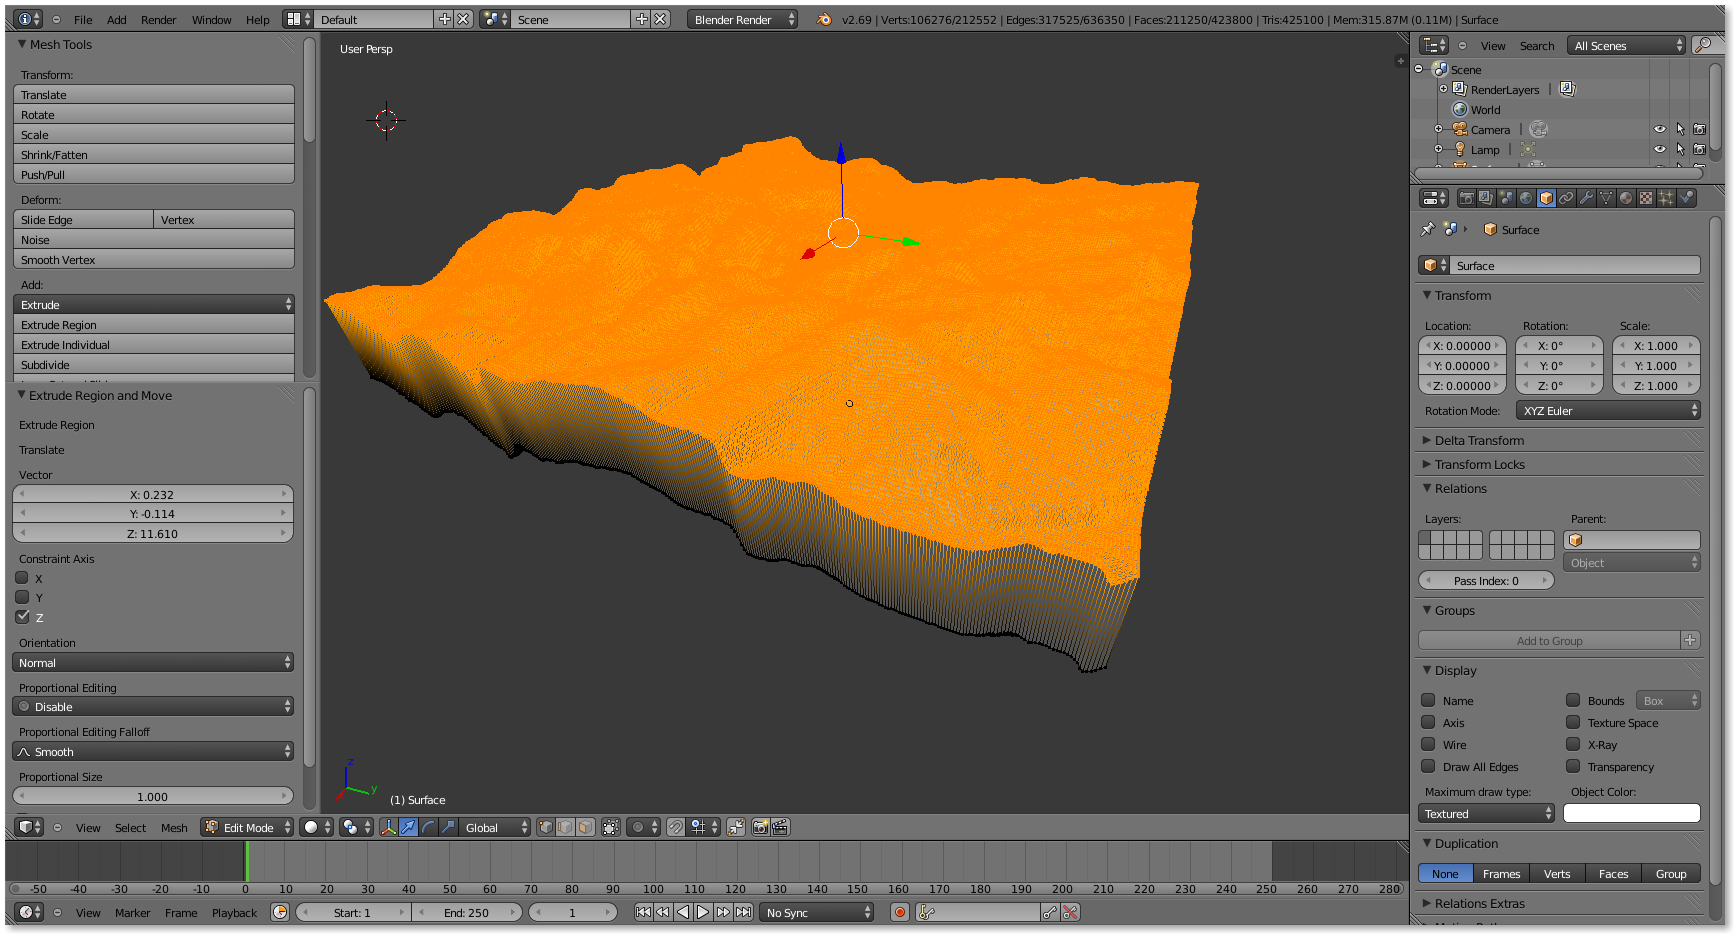 File Add Render Window Help Default Scene Blender Render v2.69 | Verts:106276/212552 | Edges:317525/636350 | Faces:211250/423800 | Tris:425100 | Mem:315.87M (0.11M) | Surface
Mesh Tools
Transform:
Translate
Rotate
Scale
Shrink/Fatten
Push/Pull
Deform:
Slide Edge Vertex
Noise
Smooth Vertex
Add:
Extrude
Extrude Region
Extrude Individual
Subdivide
Extrude Region and Move
Extrude Region
Translate
Vector
X: 0.232
Y: -0.114
Z: 11.610
Constraint Axis
X
Y
Z
Orientation
Normal
Proportional Editing
Disable
Proportional Editing Falloff
Smooth
Proportional Size
1.000
User Persp
z
y
(1) Surface
View Select Mesh Edit Mode Global
-50 -40 -30 -20 -10 0 10 20 30 40 50 60 70 80 90 100 110 120 130 140 150 160 170 180 190 200 210 220 230 240 250 260 270 280
View Marker Frame Playback Start: 1 End: 250 1 No Sync
View Search All Scenes
Scene
RenderLayers |
World
Camera |
Lamp |
Surface
Surface
Transform
Location: Rotation: Scale:
X: 0.00000 X: 0° X: 1.000
Y: 0.00000 Y: 0° Y: 1.000
Z: 0.00000 Z: 0° Z: 1.000
Rotation Mode: XYZ Euler
Delta Transform
Transform Locks
Relations
Layers: Parent:
Object
Pass Index: 0
Groups
Add to Group
Display
Name Bounds Box
Axis Texture Space
Wire X-Ray
Draw All Edges Transparency
Maximum draw type: Object Color:
Textured
Duplication
None Frames Verts Faces Group
Relations Extras